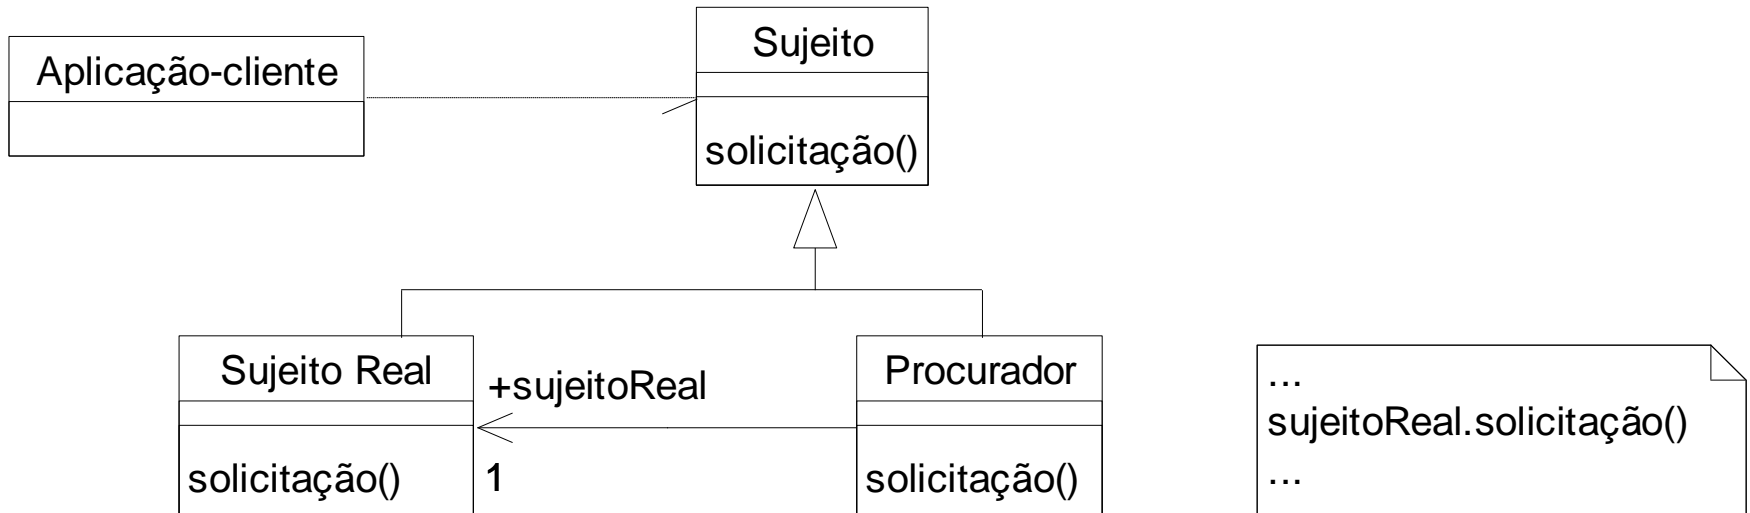 Sujeito
Aplicação-cliente
solicitação()
Sujeito Real
+sujeitoReal
Procurador
solicitação()
1
solicitação()
...
sujeitoReal.solicitação()
...